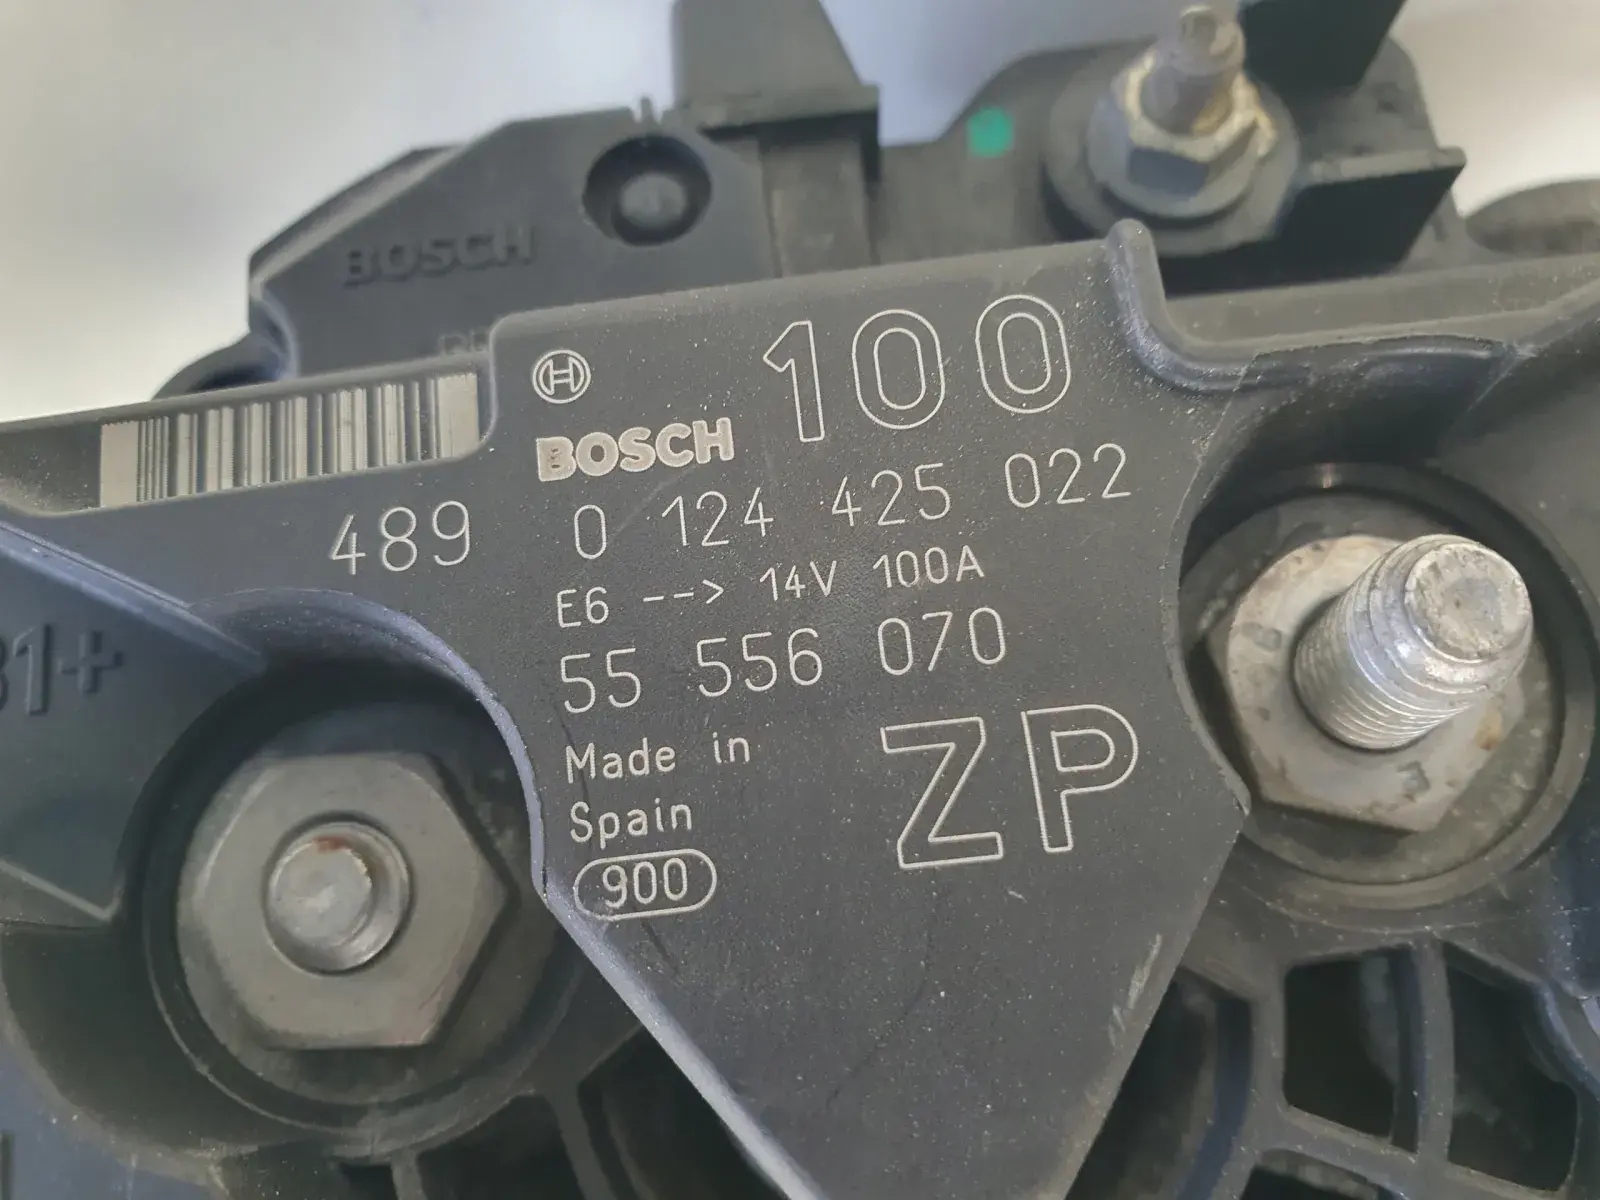 BOSCH
BOSCH
100
489
0 124 425 022
E6 --> 14V 100A
55 556 070
Made in
Spain
ZP
900
B1+